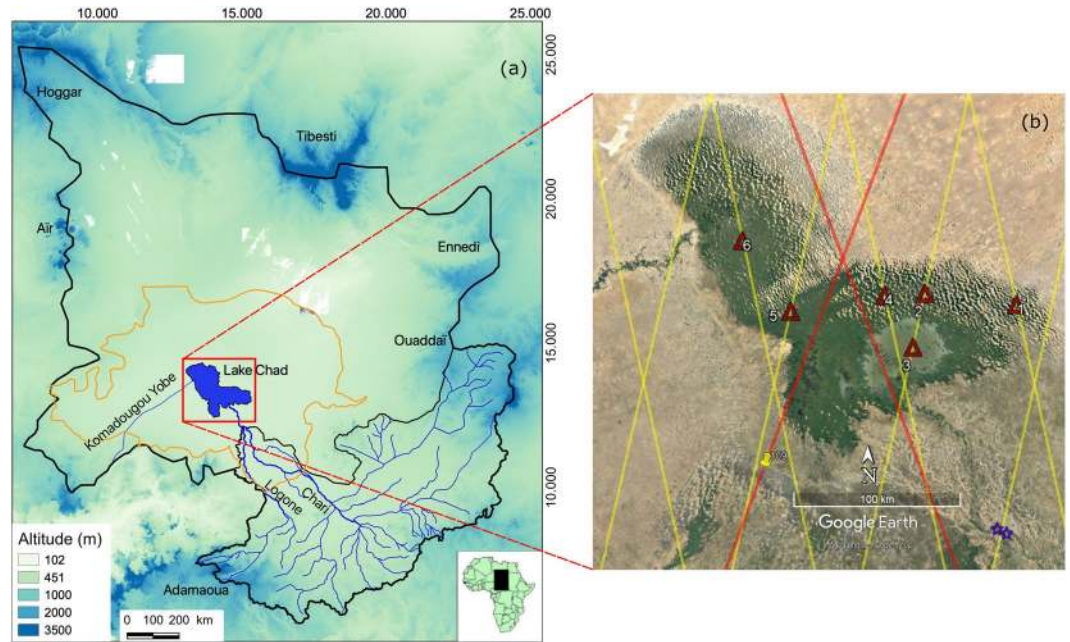 10.000 15.000 20.000 25.000
(a)
25.000
20.000
15.000
10.000
Hoggar
Tibesti
Aïr
Ennedi
Ouaddaï
Lake Chad
Komadougou Yobe
Chari
Logone
Adamaoua
Altitude (m)
102
451
1000
2000
3500
0 100 200 km
(b)
6
5
4
2
1
3
N
100 km
Google Earth